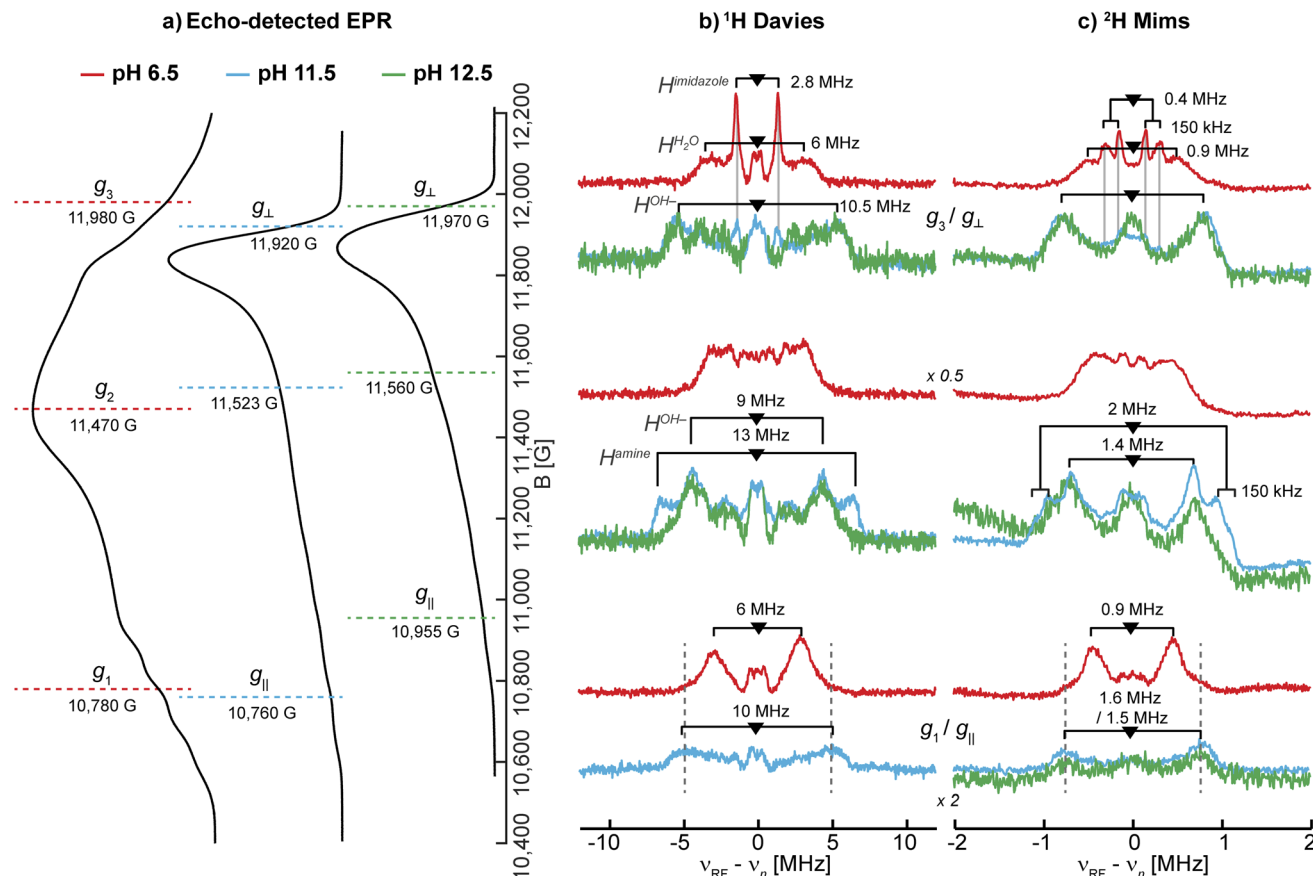 a) Echo-detected EPR
b) ¹H Davies
c) ²H Mims
pH 6.5
pH 11.5
pH 12.5
g₃
11,980 G
g⊥
11,920 G
g⊥
11,970 G
g₂
11,470 G
11,523 G
11,560 G
g₁
10,780 G
g||
10,760 G
g||
10,955 G
12,200
12,000
11,800
11,600
11,400
11,200
11,000
10,800
10,600
10,400
B [G]
H^imidazole
2.8 MHz
H^H₂O
6 MHz
H^OH–
10.5 MHz
g₃ / g⊥
0.4 MHz
150 kHz
0.9 MHz
x 0.5
9 MHz
H^OH–
13 MHz
H^amine
2 MHz
1.4 MHz
150 kHz
6 MHz
0.9 MHz
10 MHz
g₁ / g||
1.6 MHz
/ 1.5 MHz
x 2
-10 -5 0 5 10
-2 -1 0 1 2
ν_RF - ν_n [MHz]
ν_RF - ν_n [MHz]